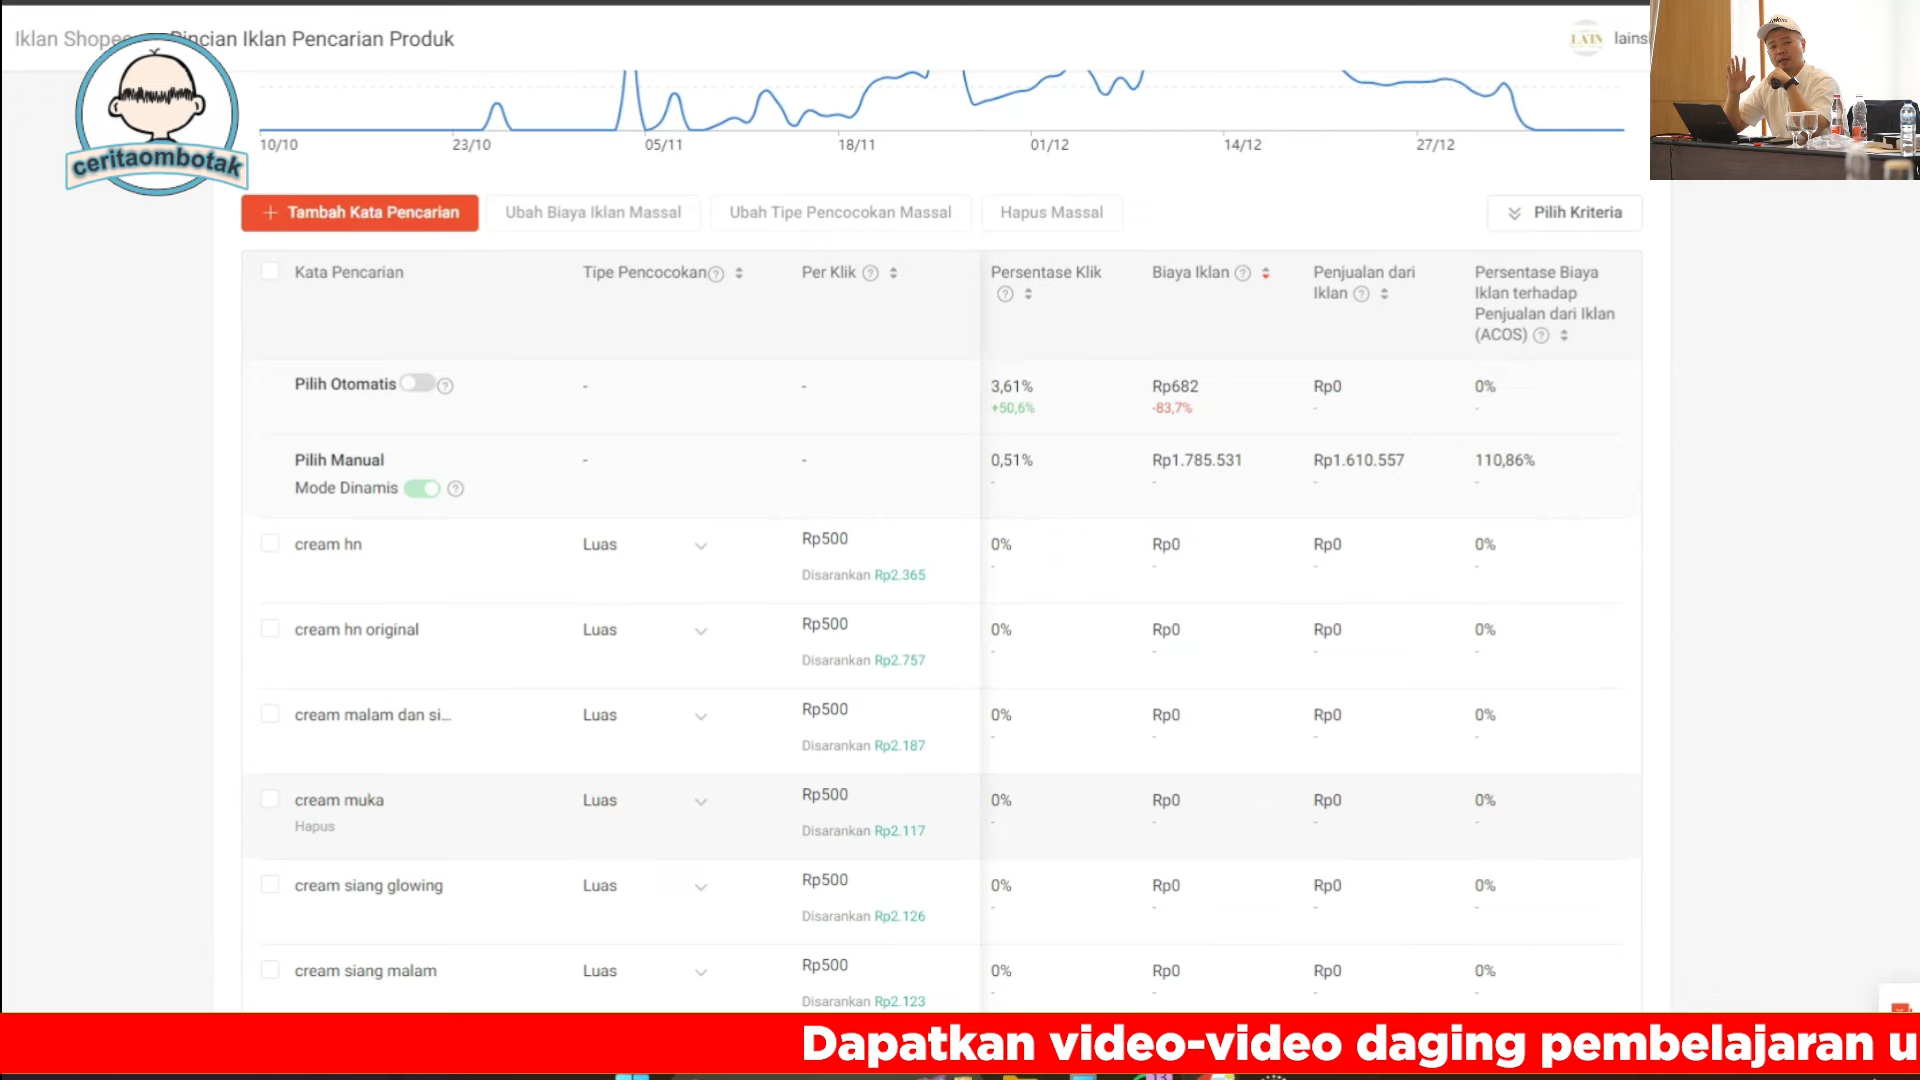 Iklan Shopee
Rincian Iklan Pencarian Produk
LAIN
ceritaombotak
10/10 23/10 05/11 18/11 01/12 14/12 27/12
+ Tambah Kata Pencarian
Ubah Biaya Iklan Massal
Ubah Tipe Pencocokan Massal
Hapus Massal
Pilih Kriteria
Kata Pencarian
Tipe Pencocokan
Per Klik
Persentase Klik
Biaya Iklan
Penjualan dari
Iklan
Persentase Biaya
Iklan terhadap
Penjualan dari Iklan
(ACOS)
Pilih Otomatis - - 3,61% Rp682 Rp0 0%
+50,6% -83,7% - -
Pilih Manual - - 0,51% Rp1.785.531 Rp1.610.557 110,86%
Mode Dinamis - - - -
cream hn Luas Rp500 0% Rp0 Rp0 0%
Disarankan Rp2.365 - - - -
cream hn original Luas Rp500 0% Rp0 Rp0 0%
Disarankan Rp2.757 - - - -
cream malam dan si... Luas Rp500 0% Rp0 Rp0 0%
Disarankan Rp2.187 - - - -
cream muka Luas Rp500 0% Rp0 Rp0 0%
Hapus Disarankan Rp2.117 - - - -
cream siang glowing Luas Rp500 0% Rp0 Rp0 0%
Disarankan Rp2.126 - - - -
cream siang malam Luas Rp500 0% Rp0 Rp0 0%
Disarankan Rp2.123 - - - -
Dapatkan video-video daging pembelajaran u